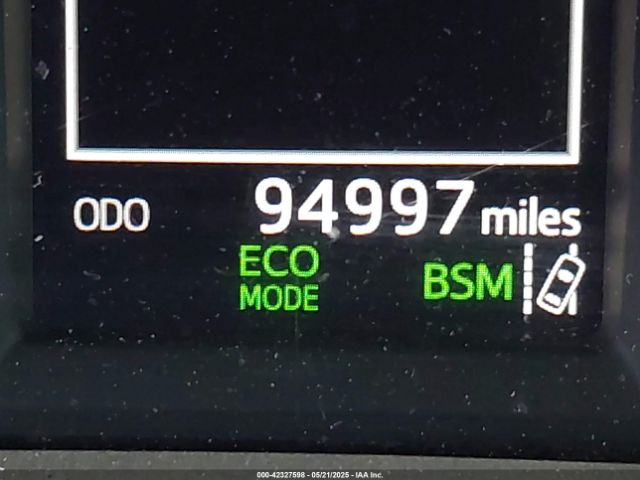 ODO 94997 miles
ECO BSM
MODE
000-42327598 - 05/21/2025 - IAA Inc.